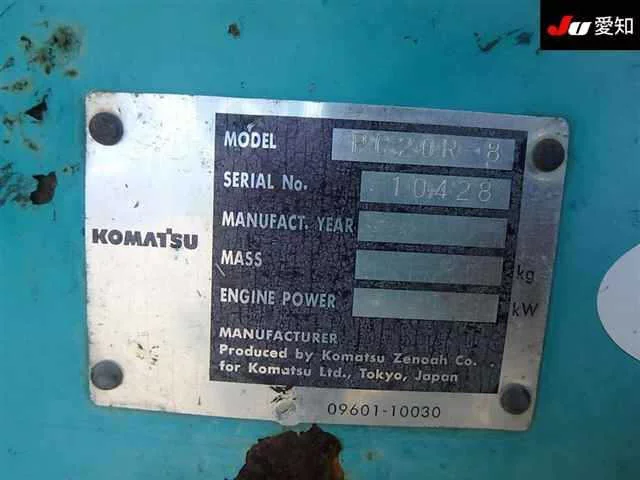 Ju 愛知
MODEL PC20R-8
SERIAL No. 10428
MANUFACT. YEAR
MASS kg
ENGINE POWER kW
KOMATSU
MANUFACTURER
Produced by Komatsu Zenoah Co.
for Komatsu Ltd., Tokyo, Japan
09601-10030